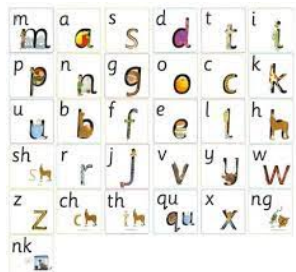 m a s d t i
p n g o c k
u b f e l h
sh r j v y w
z ch th qu x ng
nk